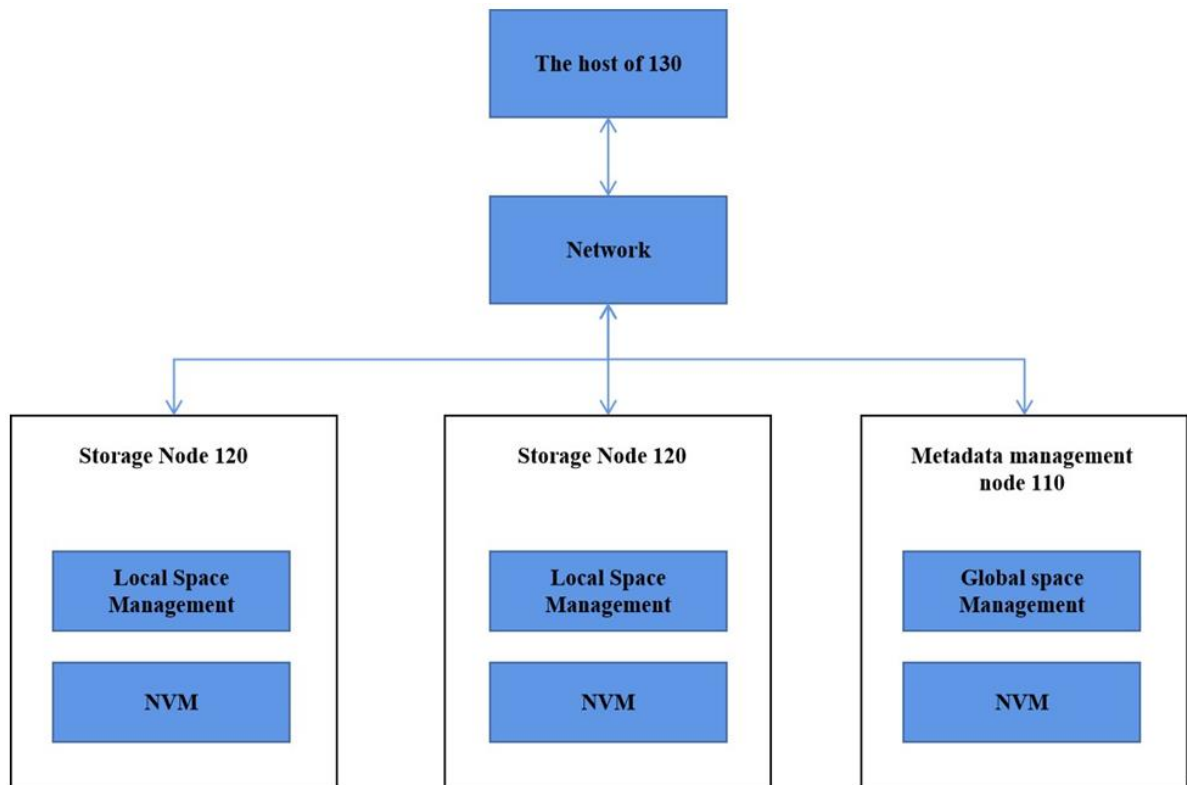 The host of 130
Network
Storage Node 120
Local Space
Management
NVM
Storage Node 120
Local Space
Management
NVM
Metadata management
node 110
Global space
Management
NVM